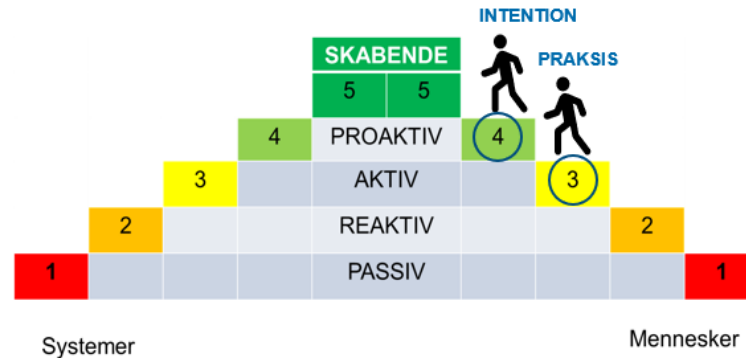 INTENTION
SKABENDE
PRAKSIS
5 5
4 PROAKTIV 4
3 AKTIV 3
2 REAKTIV 2
1 PASSIV 1
Systemer Mennesker